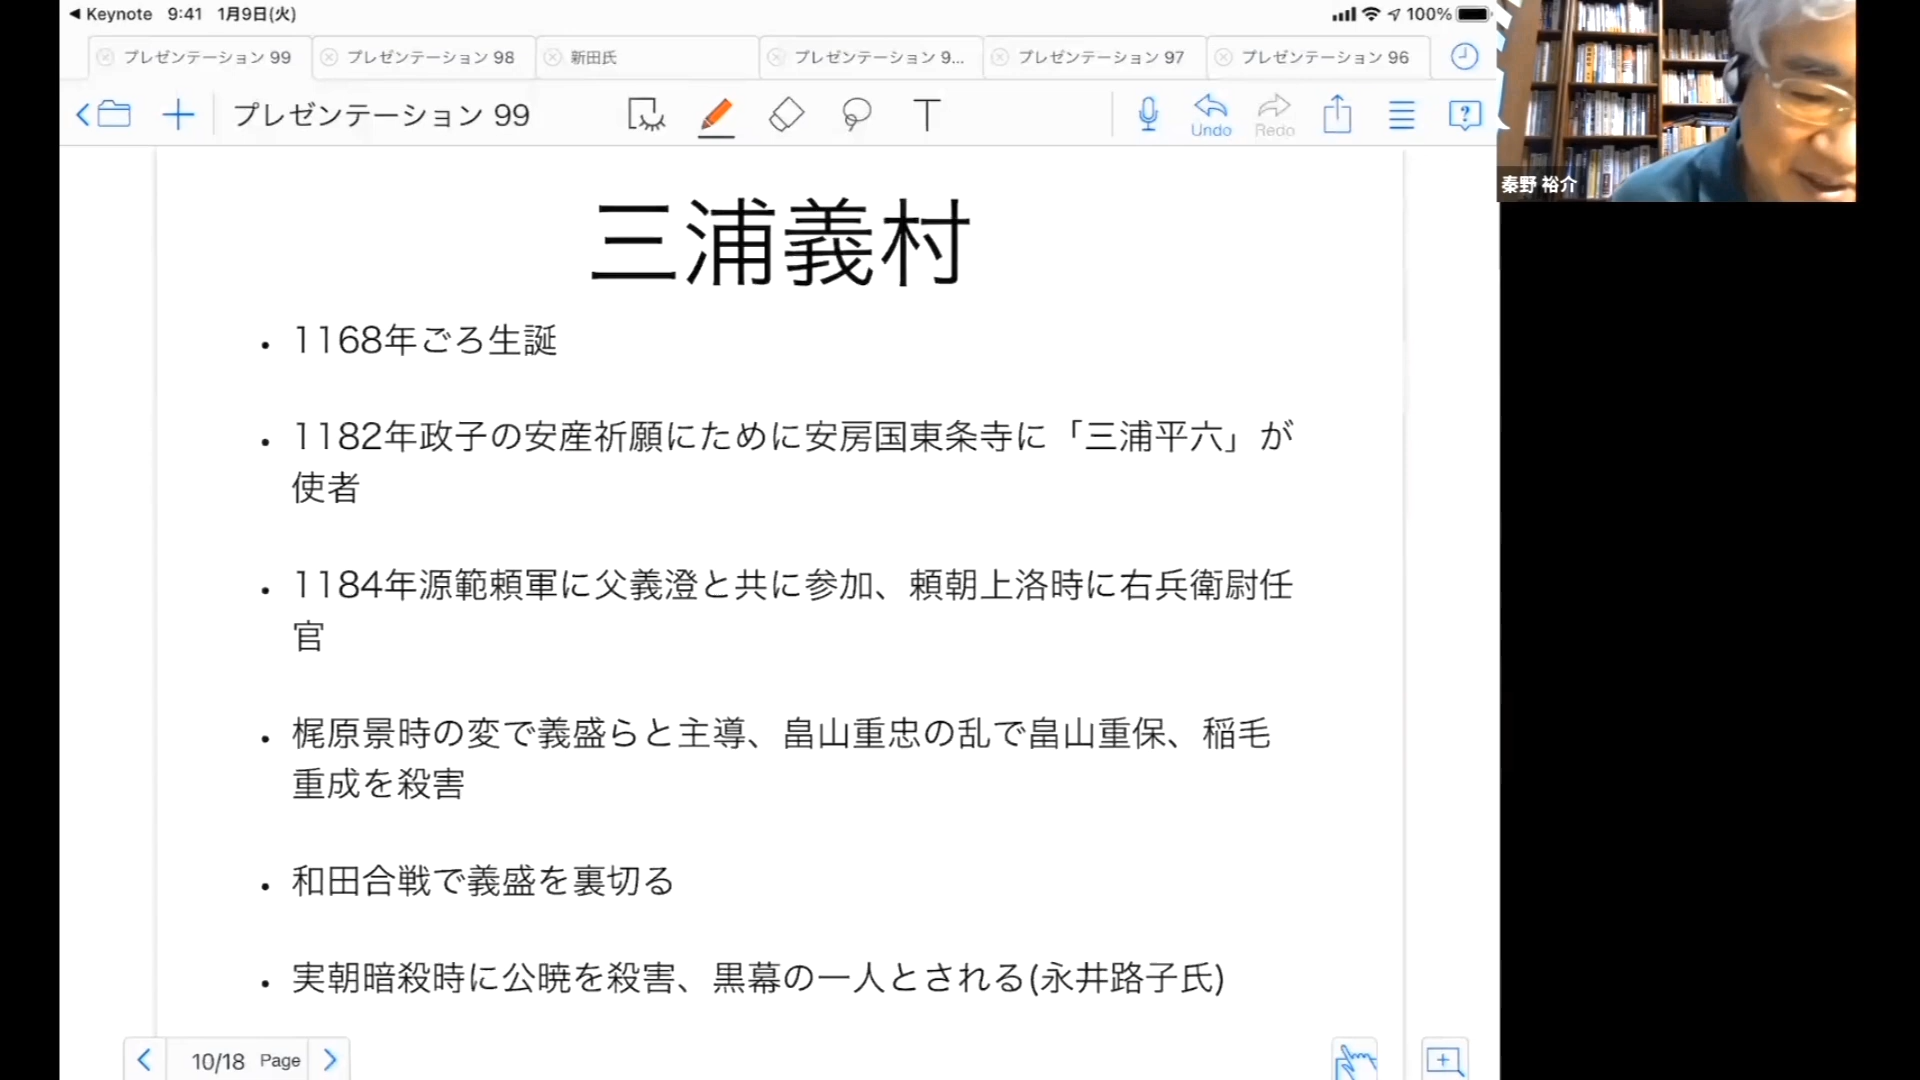 ◀ Keynote 9:41 1月9日(火) 100%
プレゼンテーション 99 プレゼンテーション 98 新田氏 プレゼンテーション 9... プレゼンテーション 97 プレゼンテーション 96
プレゼンテーション 99 T Undo Redo ?
秦野 裕介
三浦義村
• 1168年ごろ生誕
• 1182年政子の安産祈願にために安房国東条寺に「三浦平六」が
使者
• 1184年源範頼軍に父義澄と共に参加、頼朝上洛時に右兵衛尉任
官
• 梶原景時の変で義盛らと主導、畠山重忠の乱で畠山重保、稲毛
重成を殺害
• 和田合戦で義盛を裏切る
• 実朝暗殺時に公暁を殺害、黒幕の一人とされる(永井路子氏)
10/18 Page